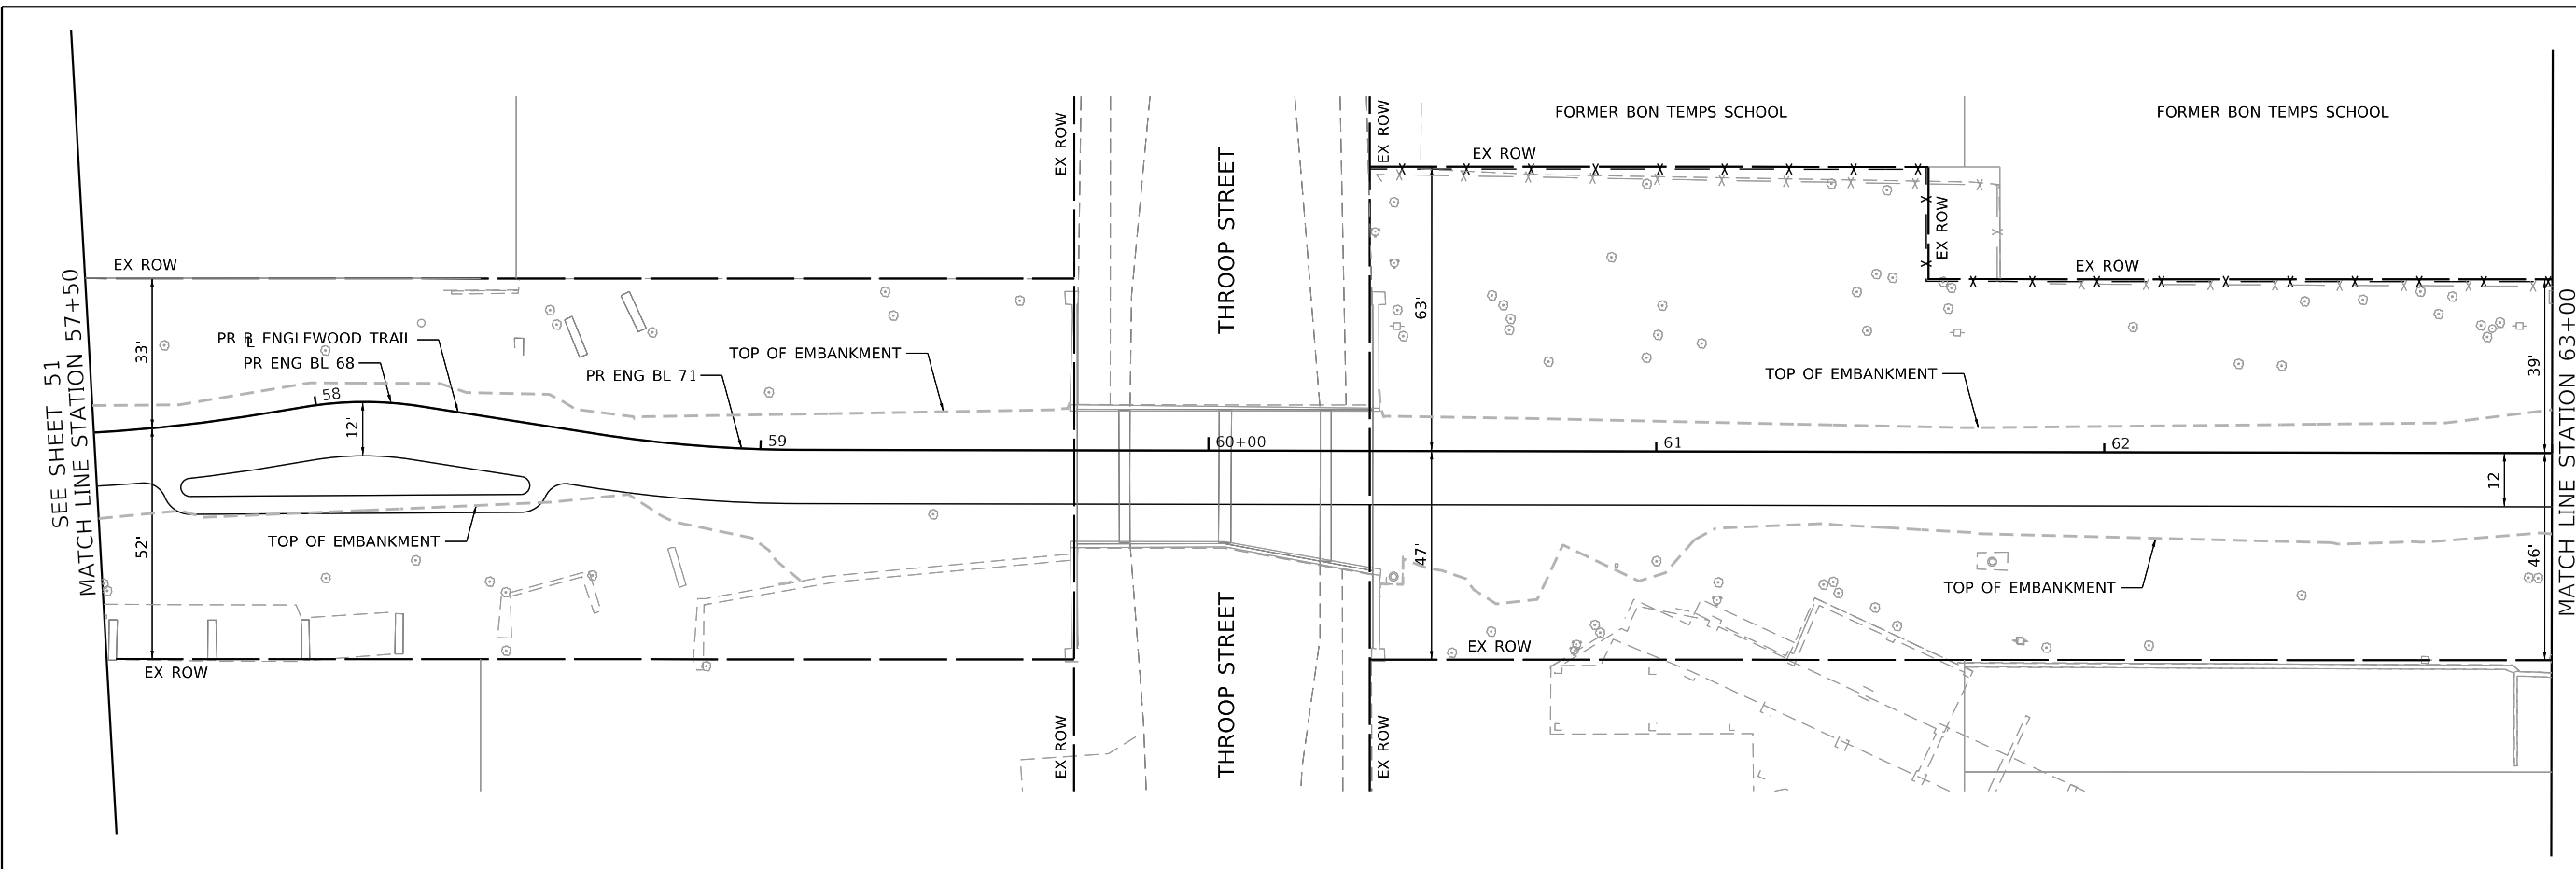 FORMER BON TEMPS SCHOOL
FORMER BON TEMPS SCHOOL
EX ROW
EX ROW
EX ROW
THROOP STREET
EX ROW
EX ROW
EX ROW
SEE SHEET 51
MATCH LINE STATION 57+50
33'
PR BL ENGLEWOOD TRAIL
PR ENG BL 68
PR ENG BL 71
TOP OF EMBANKMENT
63'
TOP OF EMBANKMENT
39'
MATCH LINE STATION 63+00
58
12'
59
60+00
61
62
12'
52'
TOP OF EMBANKMENT
47'
TOP OF EMBANKMENT
46'
EX ROW
EX ROW
EX ROW
THROOP STREET
EX ROW